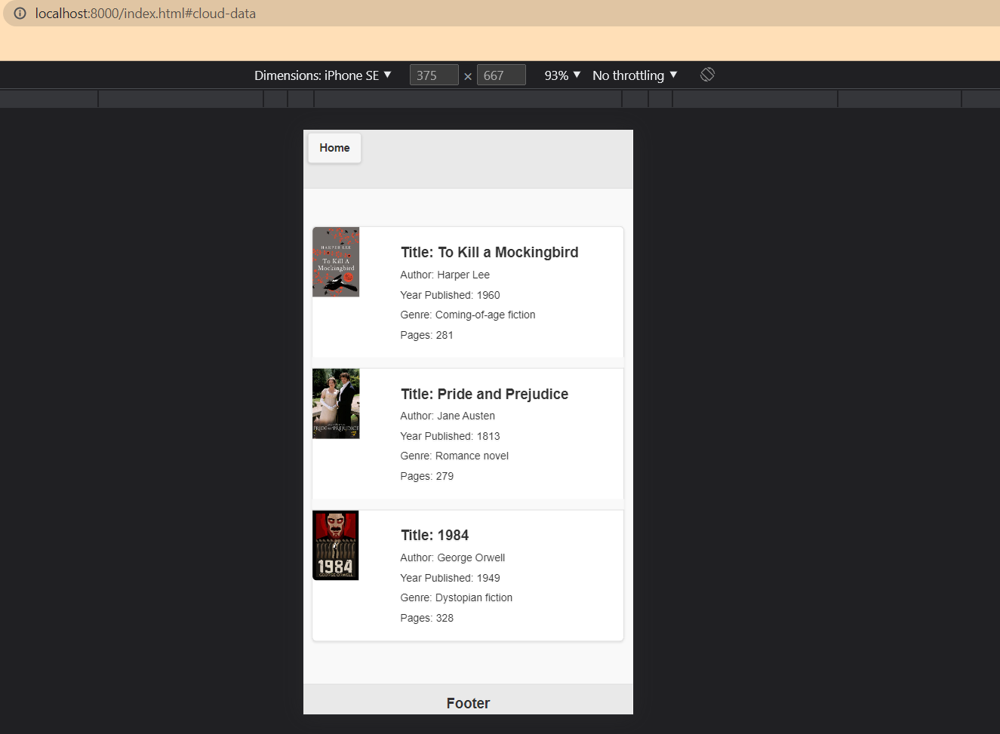 localhost:8000/index.html#cloud-data
Dimensions: iPhone SE ▼ 375 × 667 93% ▼ No throttling ▼
Home
HARPER LEE
To Kill A
Mockingbird
Title: To Kill a Mockingbird
Author: Harper Lee
Year Published: 1960
Genre: Coming-of-age fiction
Pages: 281
PRIDE AND PREJUDICE
Title: Pride and Prejudice
Author: Jane Austen
Year Published: 1813
Genre: Romance novel
Pages: 279
1984
GEORGE ORWELL
Title: 1984
Author: George Orwell
Year Published: 1949
Genre: Dystopian fiction
Pages: 328
Footer